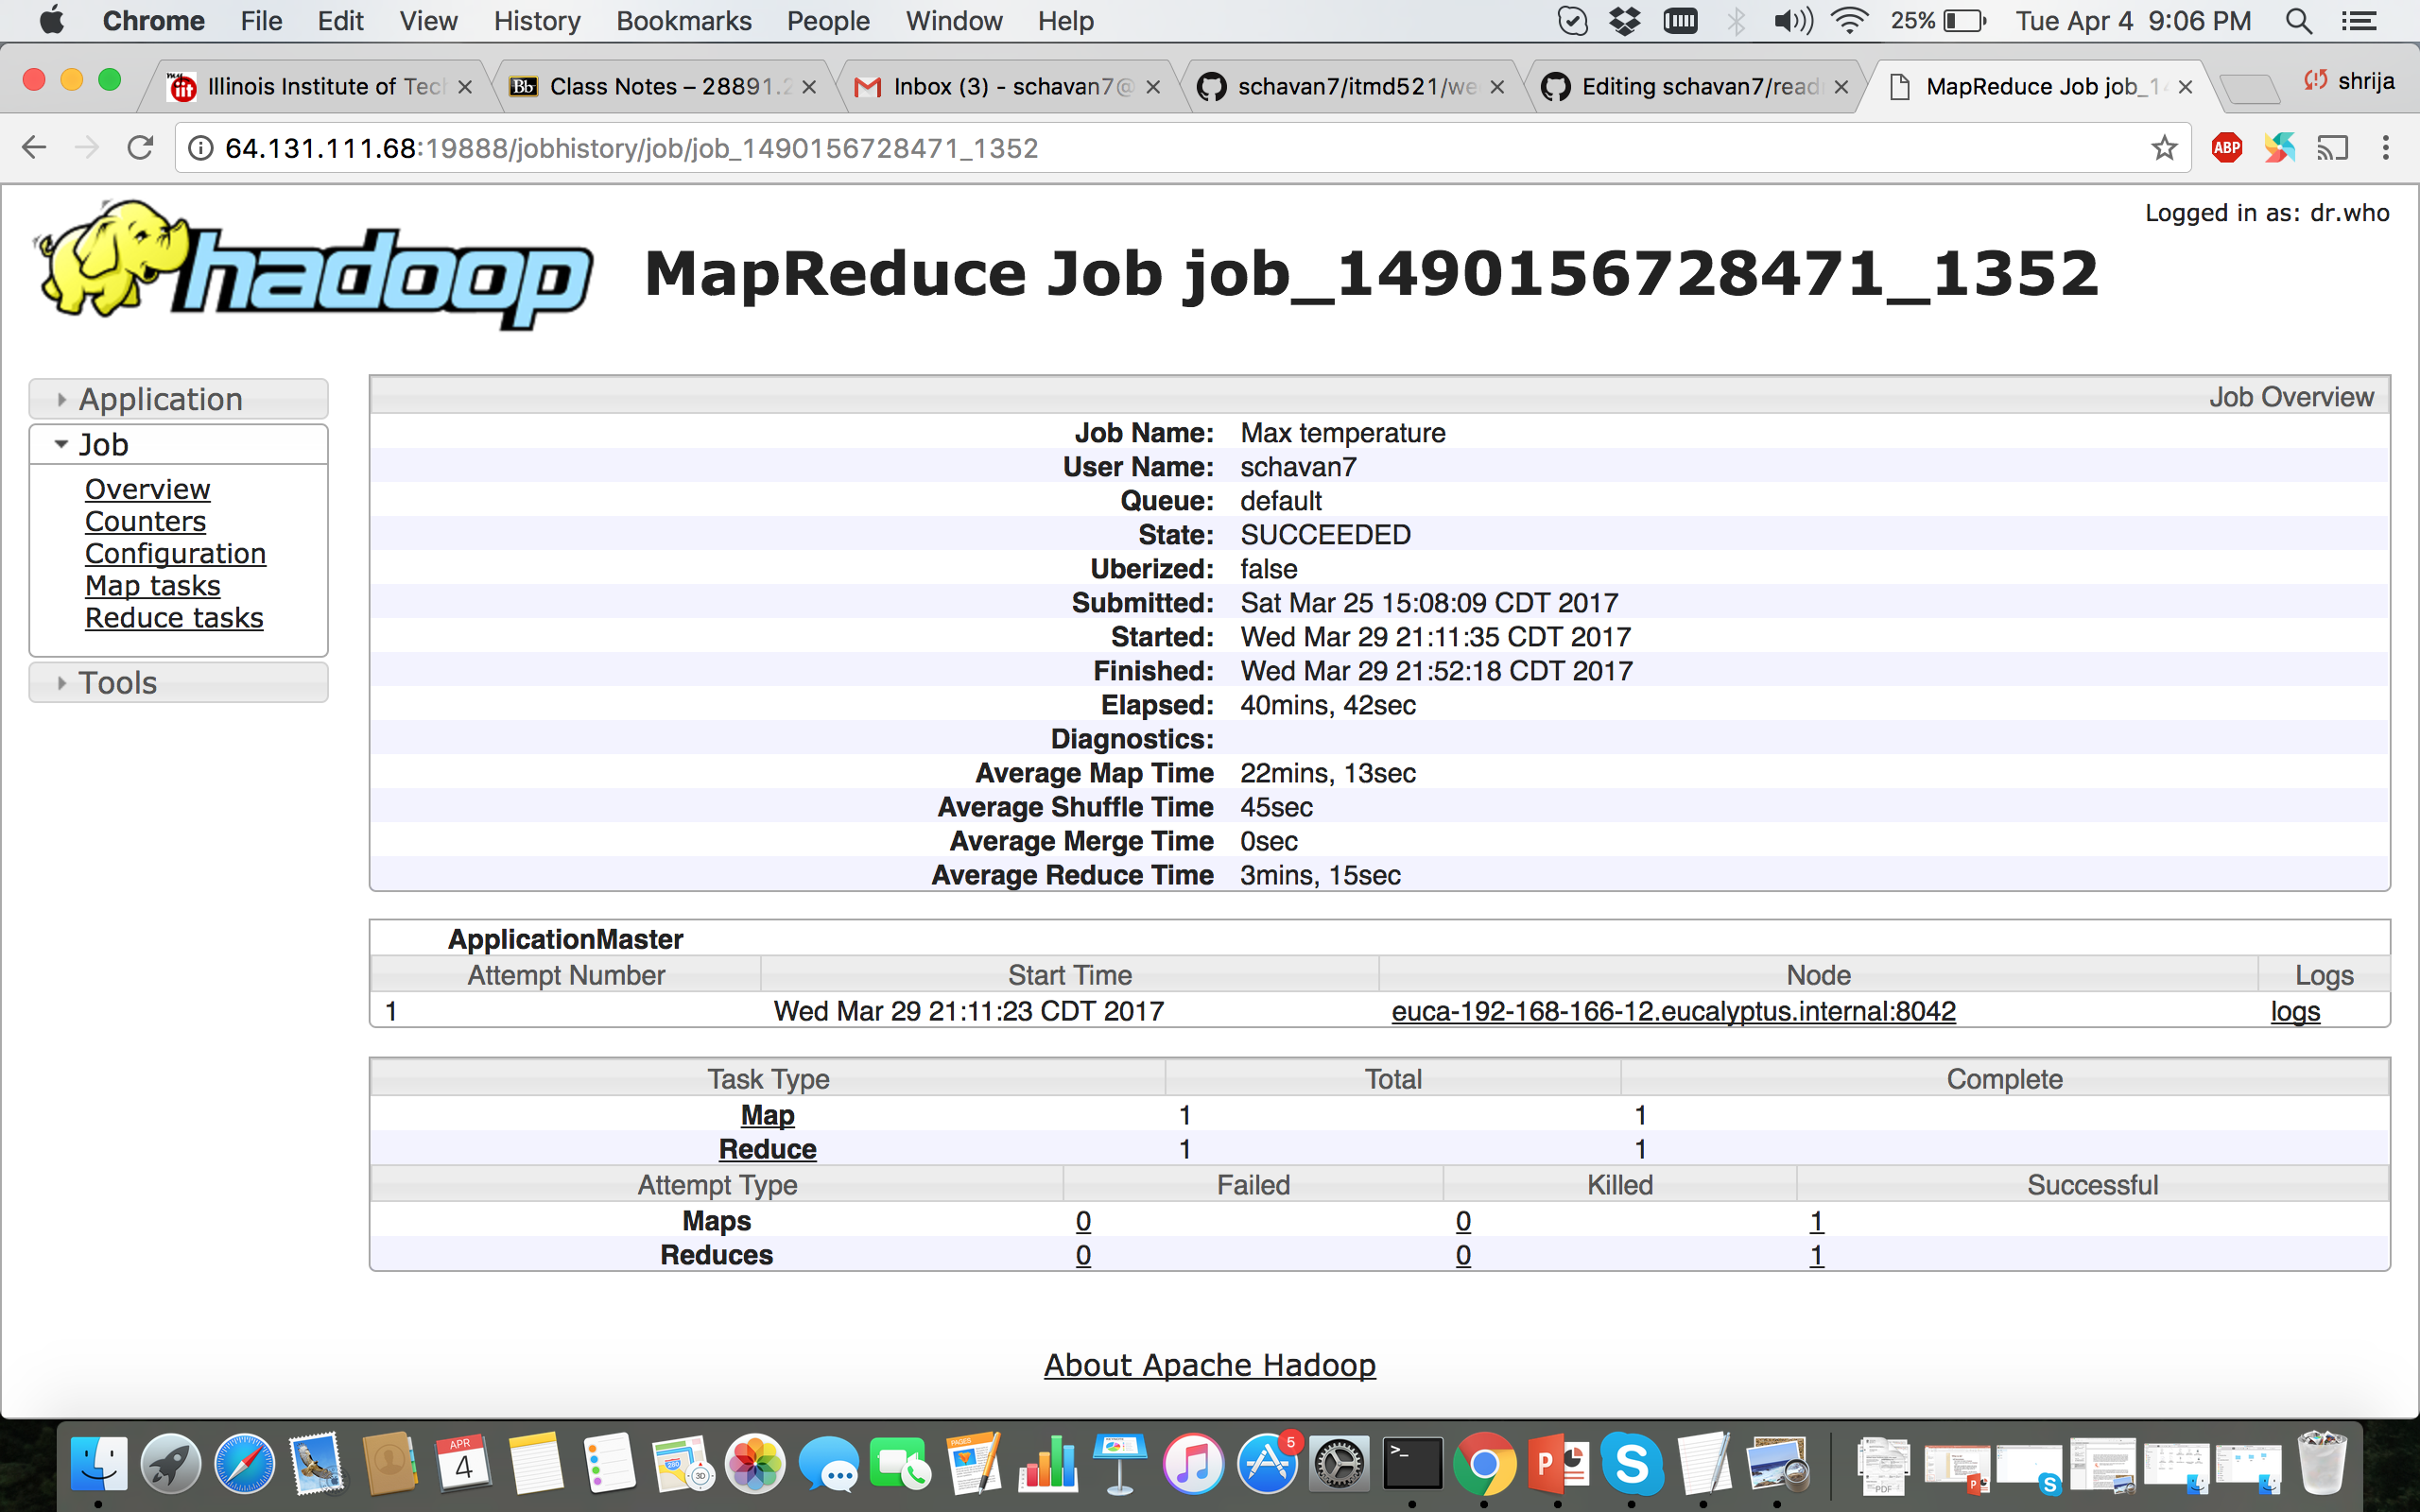 Chrome File Edit View History Bookmarks People Window Help 25% Tue Apr 4 9:06 PM
Illinois Institute of Tec Class Notes – 28891.2 Inbox (3) - schavan7@ schavan7/itmd521/we Editing schavan7/read MapReduce Job job_1 shrija
64.131.111.68:19888/jobhistory/job/job_1490156728471_1352 ABP
Logged in as: dr.who
hadoop MapReduce Job job_1490156728471_1352
Application
Job
Overview
Counters
Configuration
Map tasks
Reduce tasks
Tools
Job Overview
Job Name: Max temperature
User Name: schavan7
Queue: default
State: SUCCEEDED
Uberized: false
Submitted: Sat Mar 25 15:08:09 CDT 2017
Started: Wed Mar 29 21:11:35 CDT 2017
Finished: Wed Mar 29 21:52:18 CDT 2017
Elapsed: 40mins, 42sec
Diagnostics:
Average Map Time 22mins, 13sec
Average Shuffle Time 45sec
Average Merge Time 0sec
Average Reduce Time 3mins, 15sec
ApplicationMaster
Attempt Number Start Time Node Logs
1 Wed Mar 29 21:11:23 CDT 2017 euca-192-168-166-12.eucalyptus.internal:8042 logs
Task Type Total Complete
Map 1 1
Reduce 1 1
Attempt Type Failed Killed Successful
Maps 0 0 1
Reduces 0 0 1
About Apache Hadoop
APR
4
PAGES
5